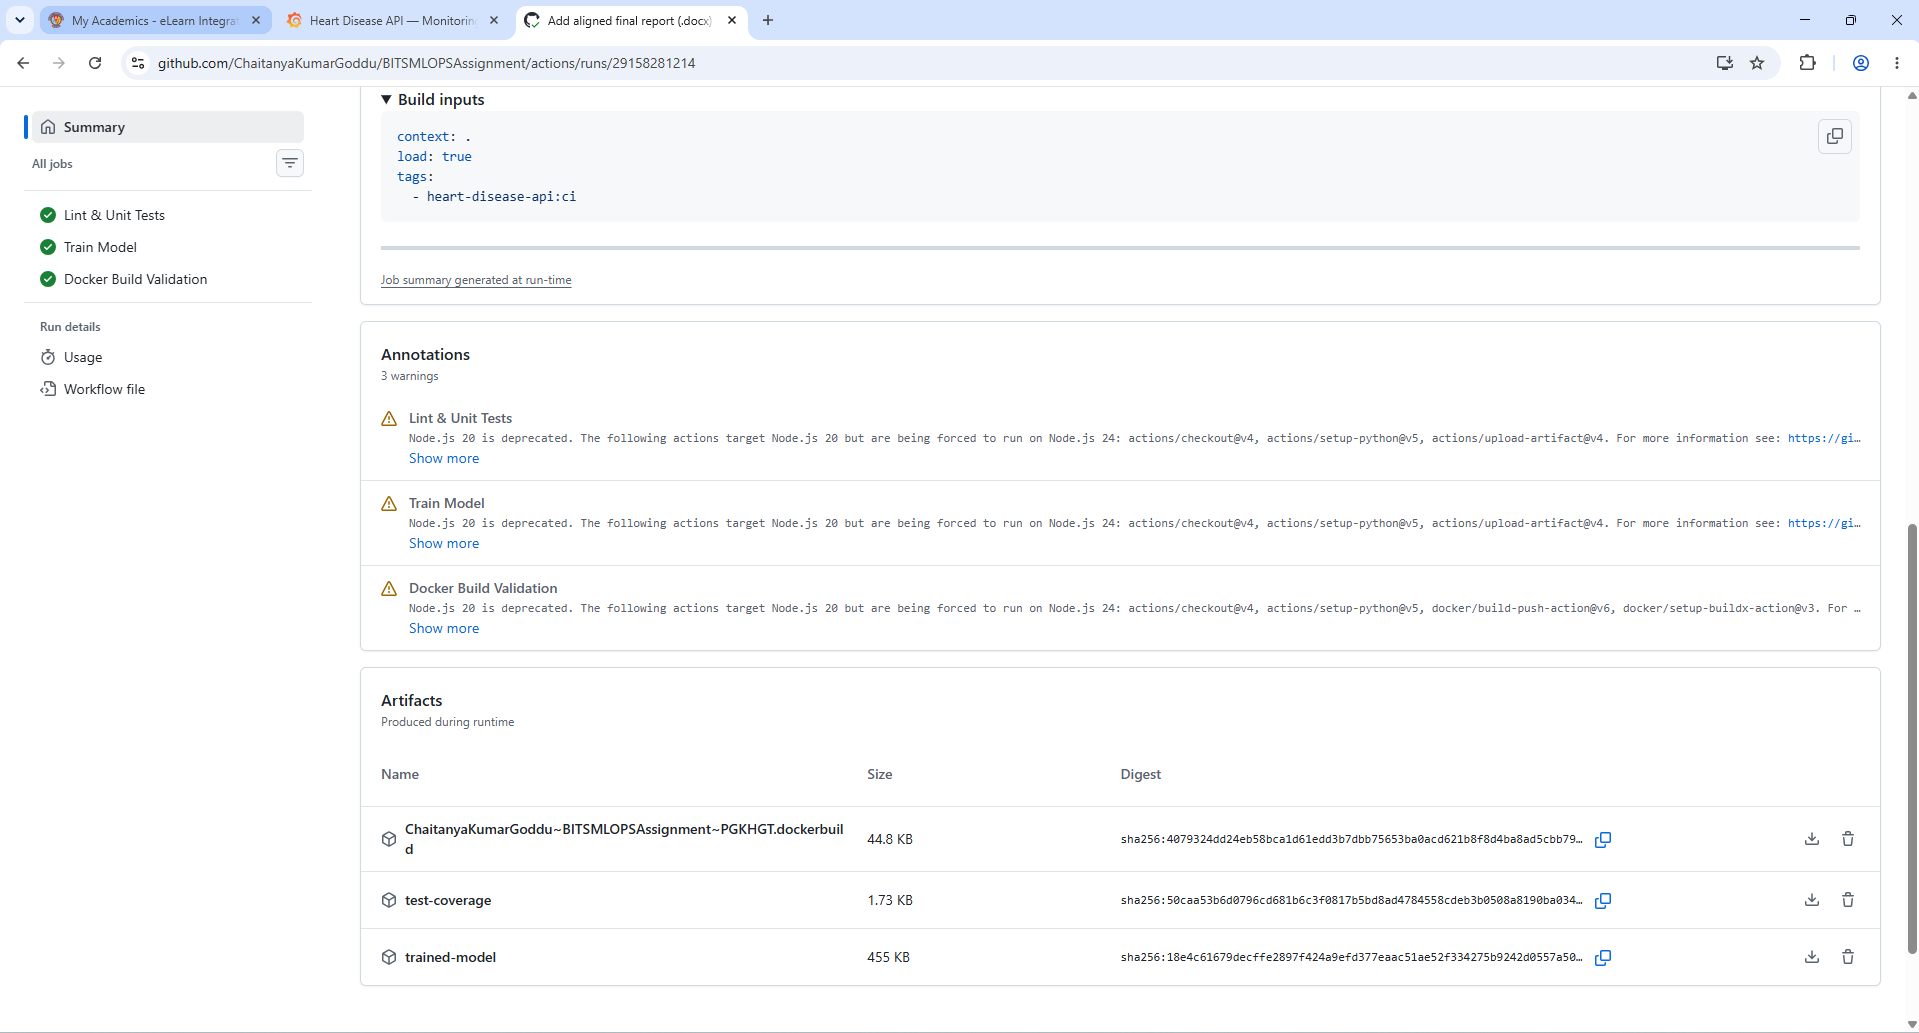 My Academics - eLearn Integra
Heart Disease API — Monitorin
Add aligned final report (.docx)
github.com/ChaitanyaKumarGoddu/BITSMLOPSAssignment/actions/runs/29158281214
Summary
All jobs
Lint & Unit Tests
Train Model
Docker Build Validation
Run details
Usage
Workflow file
Build inputs
context: .
load: true
tags:
- heart-disease-api:ci
Job summary generated at run-time
Annotations
3 warnings
Lint & Unit Tests
Node.js 20 is deprecated. The following actions target Node.js 20 but are being forced to run on Node.js 24: actions/checkout@v4, actions/setup-python@v5, actions/upload-artifact@v4. For more information see: https://gi…
Show more
Train Model
Node.js 20 is deprecated. The following actions target Node.js 20 but are being forced to run on Node.js 24: actions/checkout@v4, actions/setup-python@v5, actions/upload-artifact@v4. For more information see: https://gi…
Show more
Docker Build Validation
Node.js 20 is deprecated. The following actions target Node.js 20 but are being forced to run on Node.js 24: actions/checkout@v4, actions/setup-python@v5, docker/build-push-action@v6, docker/setup-buildx-action@v3. For …
Show more
Artifacts
Produced during runtime
Name Size Digest
ChaitanyaKumarGoddu~BITSMLOPSAssignment~PGKHGT.dockerbuil
d
44.8 KB sha256:4079324dd24eb58bca1d61edd3b7dbb75653ba0acd621b8f8d4ba8ad5cbb79…
test-coverage 1.73 KB sha256:50caa53b6d0796cd681b6c3f0817b5bd8ad4784558cdeb3b0508a8190ba034…
trained-model 455 KB sha256:18e4c61679decffe2897f424a9efd377eaac51ae52f334275b9242d0557a50…